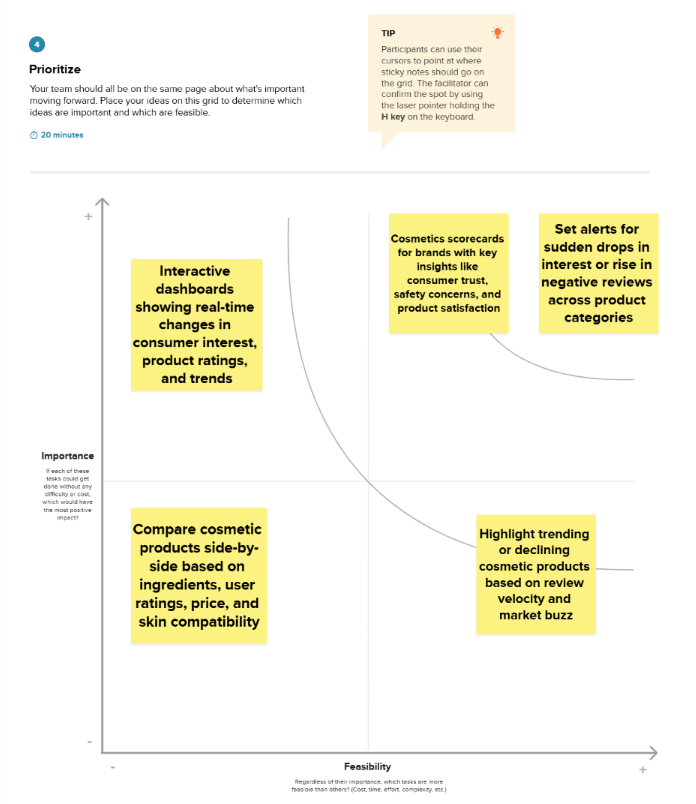 4
Prioritize
Your team should all be on the same page about what's important
moving forward. Place your ideas on this grid to determine which
ideas are important and which are feasible.
20 minutes
TIP
Participants can use their
cursors to point at where
sticky notes should go on
the grid. The facilitator can
confirm the spot by using
the laser pointer holding the
H key on the keyboard.
+
Interactive
dashboards
showing real-time
changes in
consumer interest,
product ratings,
and trends
Cosmetics scorecards
for brands with key
insights like
consumer trust,
safety concerns, and
product satisfaction
Set alerts for
sudden drops in
interest or rise in
negative reviews
across product
categories
Importance
If each of these
tasks could get
done without any
difficulty or cost,
which would have
the most positive
impact?
Compare cosmetic
products side-by-
side based on
ingredients, user
ratings, price, and
skin compatibility
Highlight trending
or declining
cosmetic products
based on review
velocity and
market buzz
-
-
Feasibility
+
Regardless of their importance, which tasks are more
feasible than others? (Cost, time, effort, complexity, etc.)